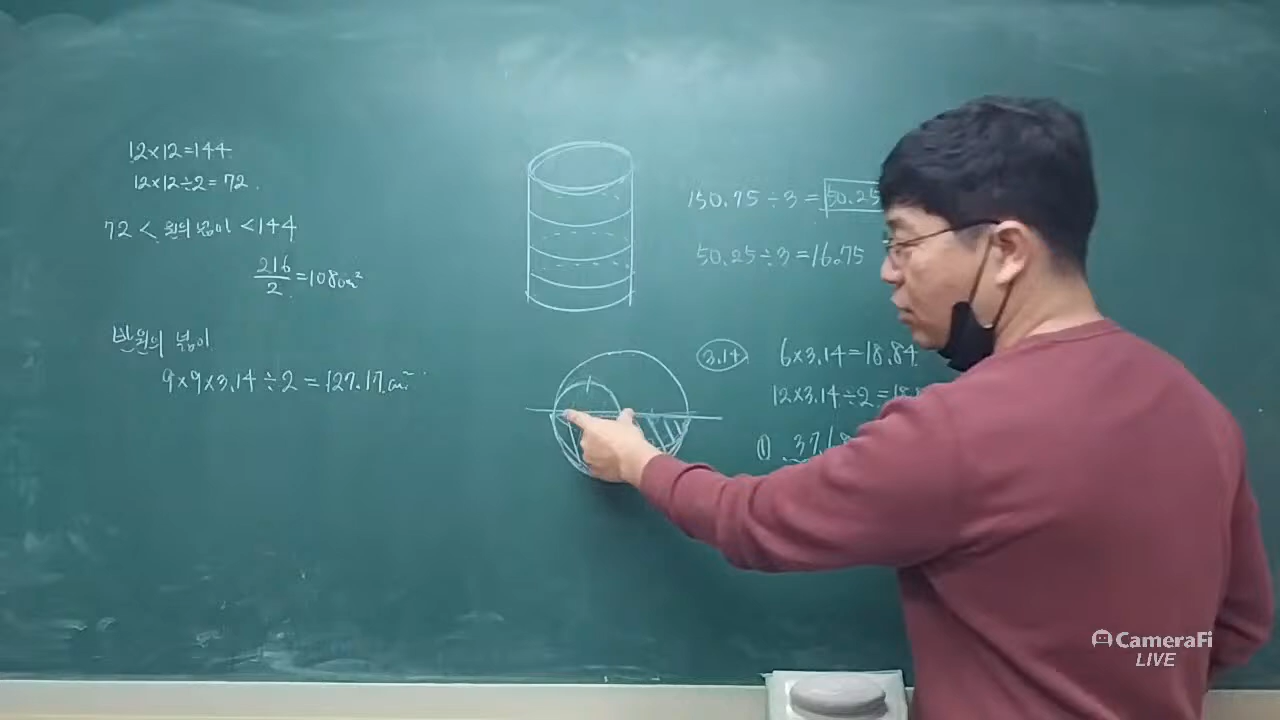 12×12=144
12×12÷2=72.
72 < 원의 넓이 <144
216/2=108cm²
반원의 넓이
9×9×3.14÷2=127.17cm²
150.75÷3=50.25
50.25÷3=16.75
3.14
6×3.14=18.84
12×3.14÷2=18.8
① 37.68
CameraFi
LIVE